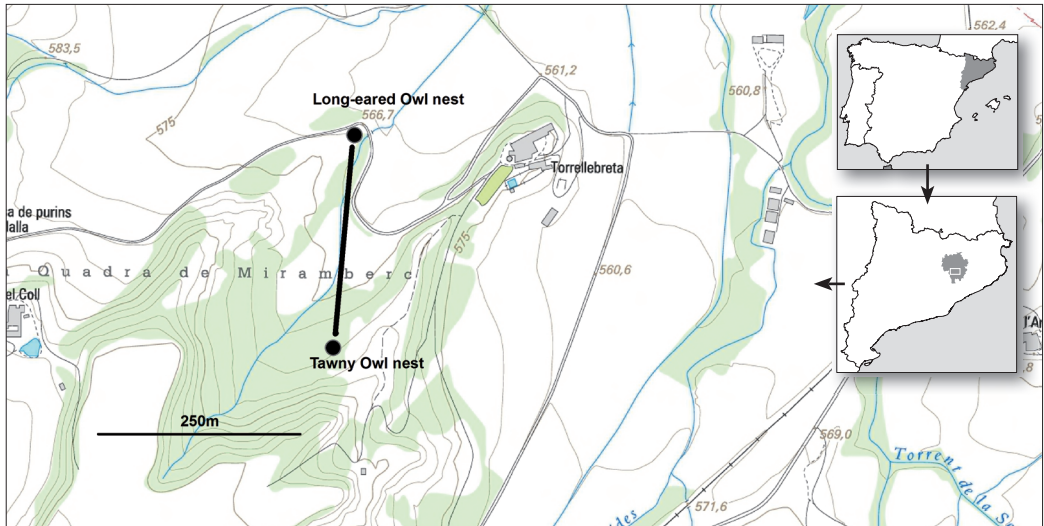 583,5
562,4
561,2
560,8
Long-eared Owl nest
566,7
575
Torrellebreta
a de purins
lalla
575
560,6
a Quadra de Miramberc
el Coll
l'Ar
Tawny Owl nest
,8
250m
569,0
Torrent de la S
571,6
des